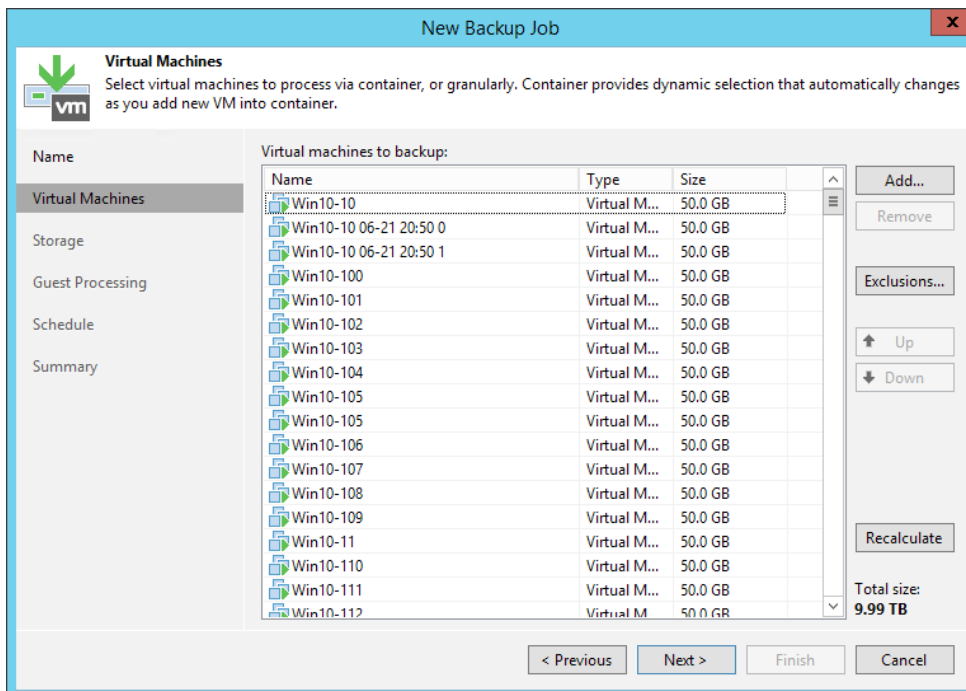 New Backup Job
x
Virtual Machines
Select virtual machines to process via container, or granularly. Container provides dynamic selection that automatically changes
as you add new VM into container.
vm
Name
Virtual Machines
Storage
Guest Processing
Schedule
Summary
Virtual machines to backup:
Name Type Size
Win10-10 Virtual M... 50.0 GB
Win10-10 06-21 20:50 0 Virtual M... 50.0 GB
Win10-10 06-21 20:50 1 Virtual M... 50.0 GB
Win10-100 Virtual M... 50.0 GB
Win10-101 Virtual M... 50.0 GB
Win10-102 Virtual M... 50.0 GB
Win10-103 Virtual M... 50.0 GB
Win10-104 Virtual M... 50.0 GB
Win10-105 Virtual M... 50.0 GB
Win10-105 Virtual M... 50.0 GB
Win10-106 Virtual M... 50.0 GB
Win10-107 Virtual M... 50.0 GB
Win10-108 Virtual M... 50.0 GB
Win10-109 Virtual M... 50.0 GB
Win10-11 Virtual M... 50.0 GB
Win10-110 Virtual M... 50.0 GB
Win10-111 Virtual M... 50.0 GB
Win10-112 Virtual M... 50.0 GB
Add...
Remove
Exclusions...
Up
Down
Recalculate
Total size:
9.99 TB
< Previous
Next >
Finish
Cancel